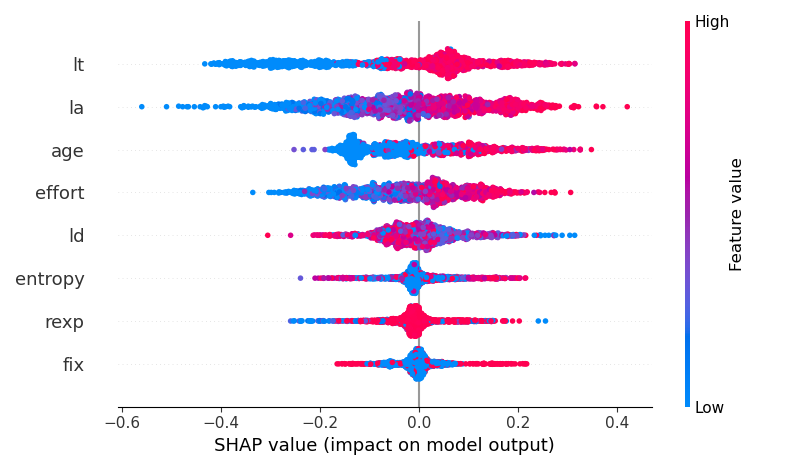 High
lt
la
age
effort
ld
entropy
rexp
fix
Feature value
Low
−0.6 −0.4 −0.2 0.0 0.2 0.4
SHAP value (impact on model output)